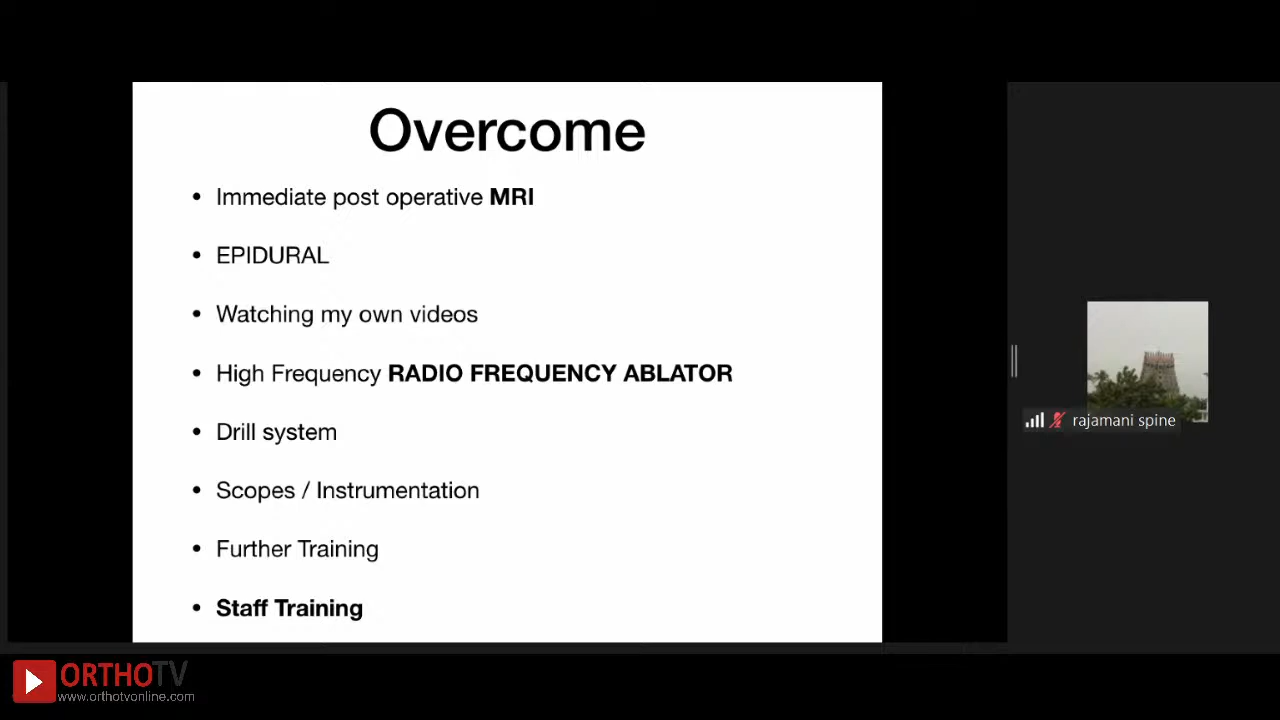 Overcome
• Immediate post operative MRI
• EPIDURAL
• Watching my own videos
• High Frequency RADIO FREQUENCY ABLATOR
• Drill system
• Scopes / Instrumentation
• Further Training
• Staff Training
rajamani spine
ORTHOTV
www.orthotvonline.com